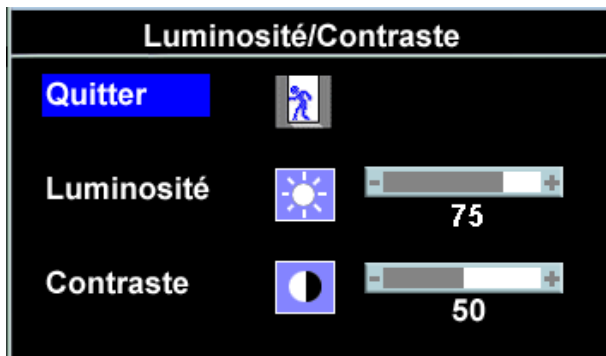 Luminosité/Contraste
Quitter
Luminosité
- +
75
Contraste
- +
50